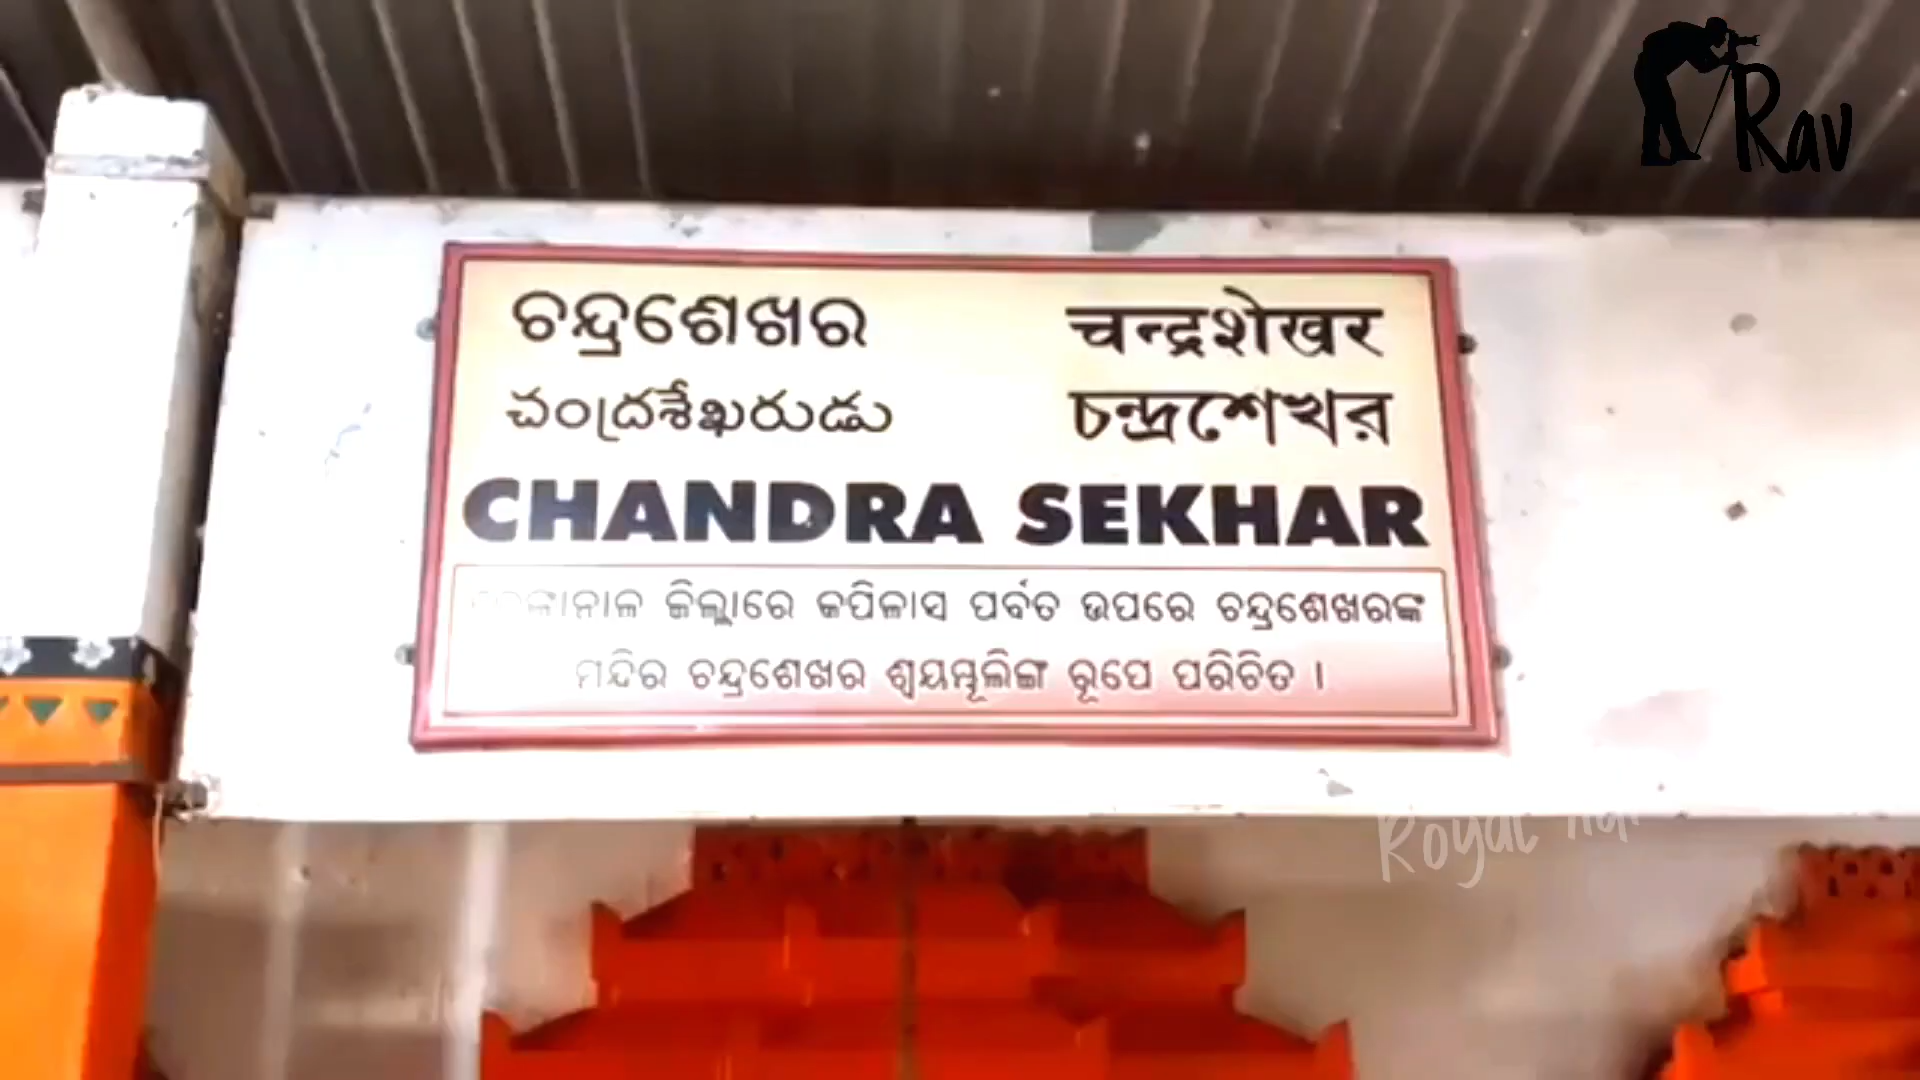 Rav
ଚନ୍ଦ୍ରଶେଖର चन्द्रशेखर
చంద్రశేఖరుడు চন্দ্রশেখর
CHANDRA SEKHAR
ଢେଙ୍କାନାଳ ଜିଲ୍ଲାରେ କପିଳାସ ପର୍ବତ ଉପରେ ଚନ୍ଦ୍ରଶେଖରଙ୍କ
ମନ୍ଦିର ଚନ୍ଦ୍ରଶେଖର ଶ୍ୱୟମ୍ଭୂଲିଙ୍ଗ ରୂପେ ପରିଚିତ ।
Royal